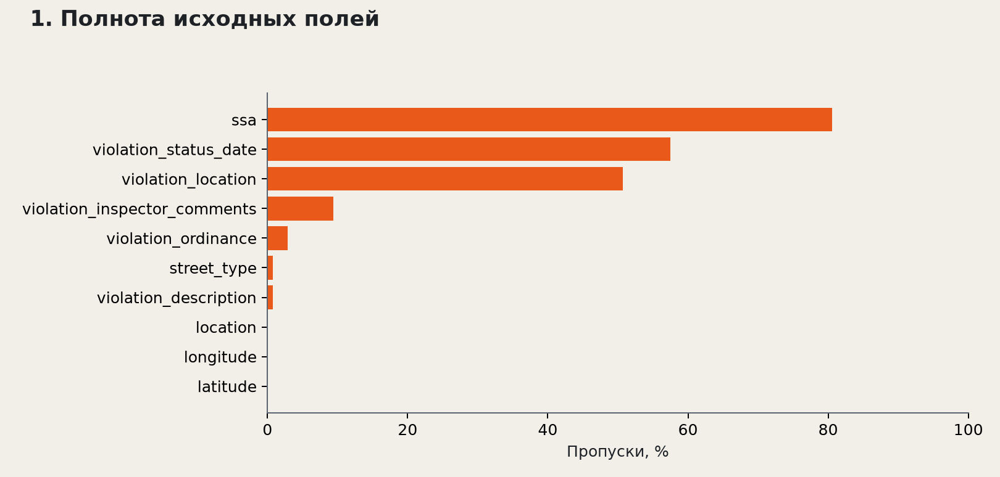 1. Полнота исходных полей
ssa
violation_status_date
violation_location
violation_inspector_comments
violation_ordinance
street_type
violation_description
location
longitude
latitude
0 20 40 60 80 100
Пропуски, %